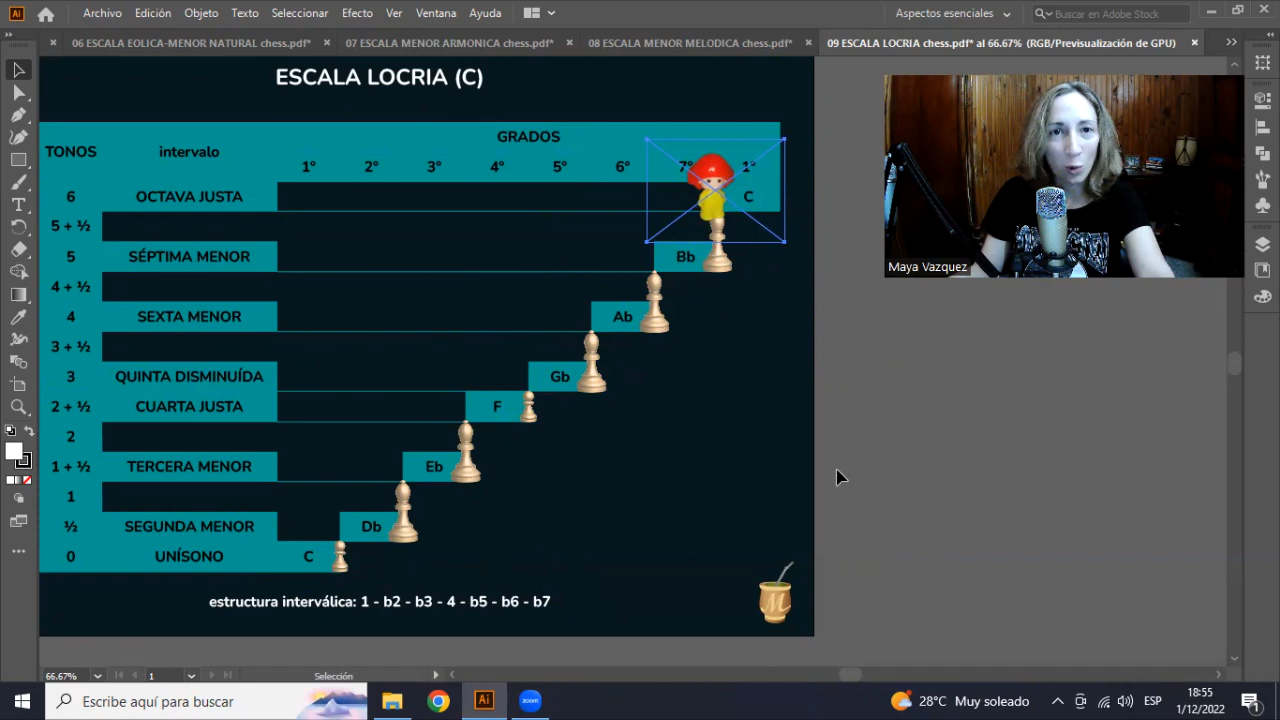 Ai
Archivo Edición Objeto Texto Seleccionar Efecto Ver Ventana Ayuda
Aspectos esenciales
Buscar en Adobe Stock
06 ESCALA EOLICA-MENOR NATURAL chess.pdf*
07 ESCALA MENOR ARMONICA chess.pdf*
08 ESCALA MENOR MELODICA chess.pdf*
09 ESCALA LOCRIA chess.pdf* al 66.67% (RGB/Previsualización de GPU)
ESCALA LOCRIA (C)
GRADOS
TONOS intervalo
1° 2° 3° 4° 5° 6° 7° 1°
6 OCTAVA JUSTA C
5 + ½
5 SÉPTIMA MENOR Bb
4 + ½
4 SEXTA MENOR Ab
3 + ½
3 QUINTA DISMINUÍDA Gb
2 + ½ CUARTA JUSTA F
2
1 + ½ TERCERA MENOR Eb
1
½ SEGUNDA MENOR Db
0 UNÍSONO C
estructura interválica: 1 - b2 - b3 - 4 - b5 - b6 - b7
M
Maya Vazquez
66.67% 1 Selección
Escribe aquí para buscar
Ai
zoom
28°C Muy soleado
ESP
18:55
1/12/2022
1